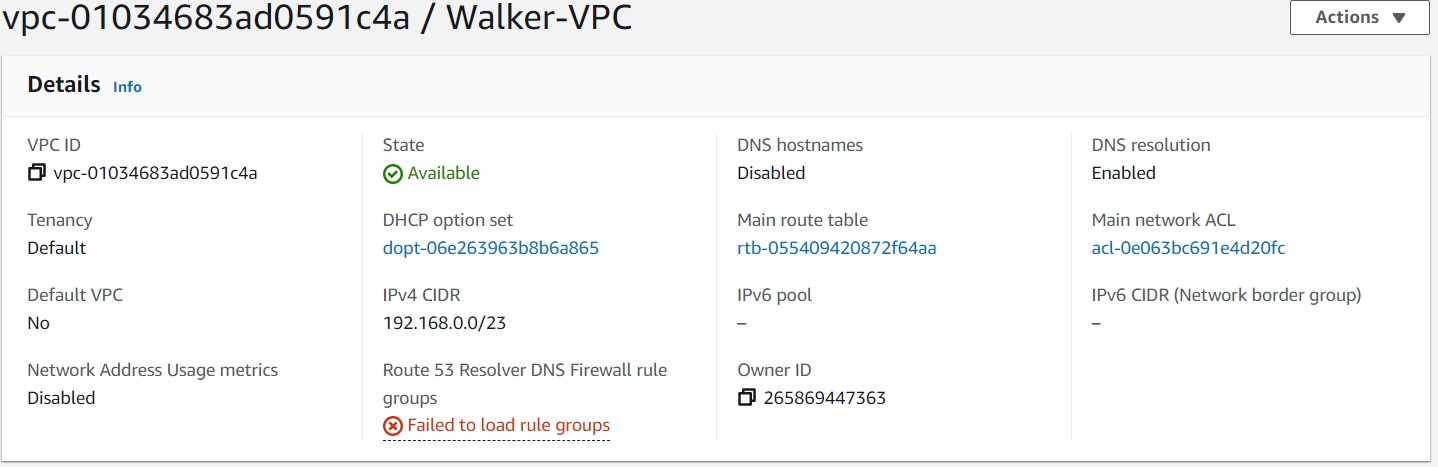 vpc-01034683ad0591c4a / Walker-VPC
Actions
Details Info
VPC ID
vpc-01034683ad0591c4a
State
Available
DNS hostnames
Disabled
DNS resolution
Enabled
Tenancy
Default
DHCP option set
dopt-06e263963b8b6a865
Main route table
rtb-055409420872f64aa
Main network ACL
acl-0e063bc691e4d20fc
Default VPC
No
IPv4 CIDR
192.168.0.0/23
IPv6 pool
–
IPv6 CIDR (Network border group)
–
Network Address Usage metrics
Disabled
Route 53 Resolver DNS Firewall rule
groups
Failed to load rule groups
Owner ID
265869447363